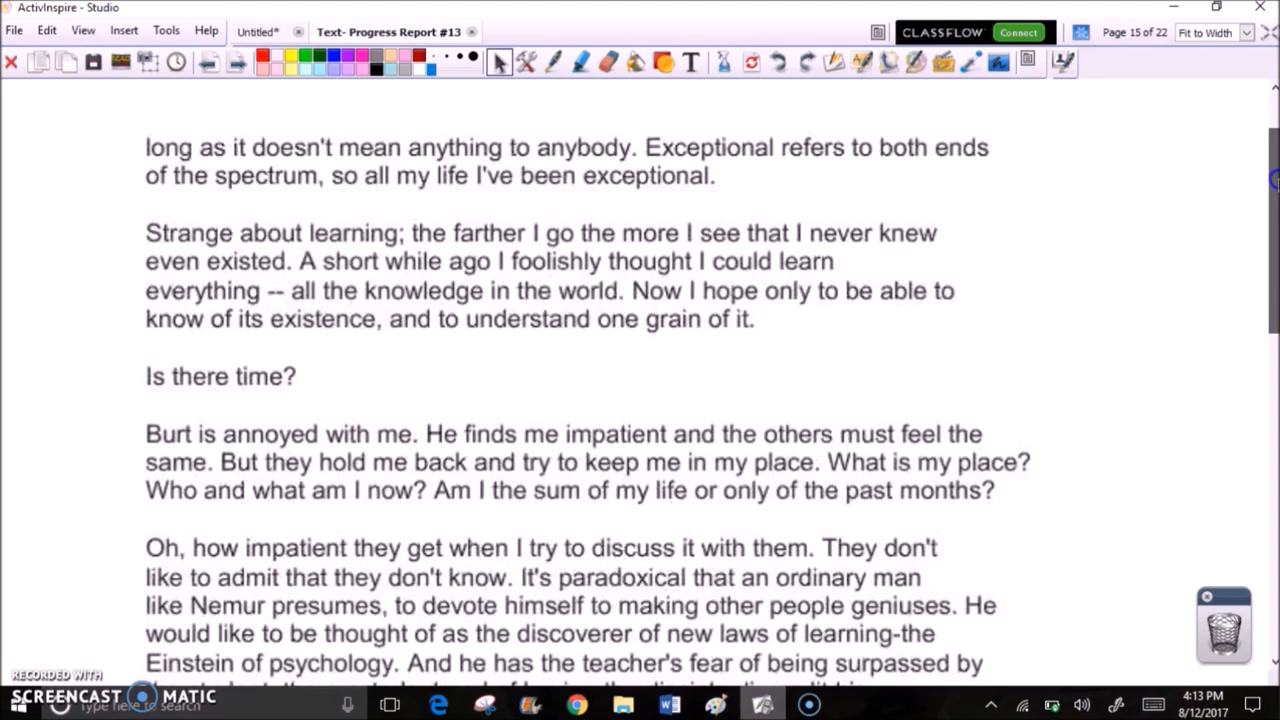 ActivInspire - Studio
File Edit View Insert Tools Help Untitled* Text- Progress Report #13 CLASSFLOW Connect Page 15 of 22 Fit to Width
long as it doesn't mean anything to anybody. Exceptional refers to both ends
of the spectrum, so all my life I've been exceptional.
Strange about learning; the farther I go the more I see that I never knew
even existed. A short while ago I foolishly thought I could learn
everything -- all the knowledge in the world. Now I hope only to be able to
know of its existence, and to understand one grain of it.
Is there time?
Burt is annoyed with me. He finds me impatient and the others must feel the
same. But they hold me back and try to keep me in my place. What is my place?
Who and what am I now? Am I the sum of my life or only of the past months?
Oh, how impatient they get when I try to discuss it with them. They don't
like to admit that they don't know. It's paradoxical that an ordinary man
like Nemur presumes, to devote himself to making other people geniuses. He
would like to be thought of as the discoverer of new laws of learning-the
Einstein of psychology. And he has the teacher's fear of being surpassed by
RECORDED WITH
SCREENCAST MATIC
Type here to search
4:13 PM
8/12/2017